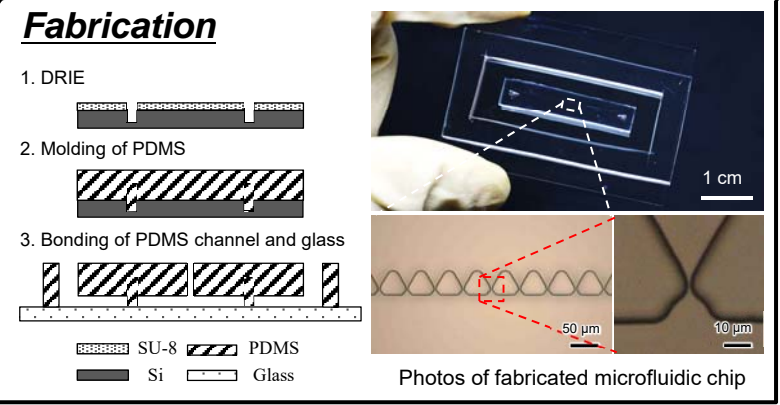 Fabrication
1. DRIE
2. Molding of PDMS
3. Bonding of PDMS channel and glass
SU-8 PDMS
Si Glass
1 cm
50 μm
10 μm
Photos of fabricated microfluidic chip